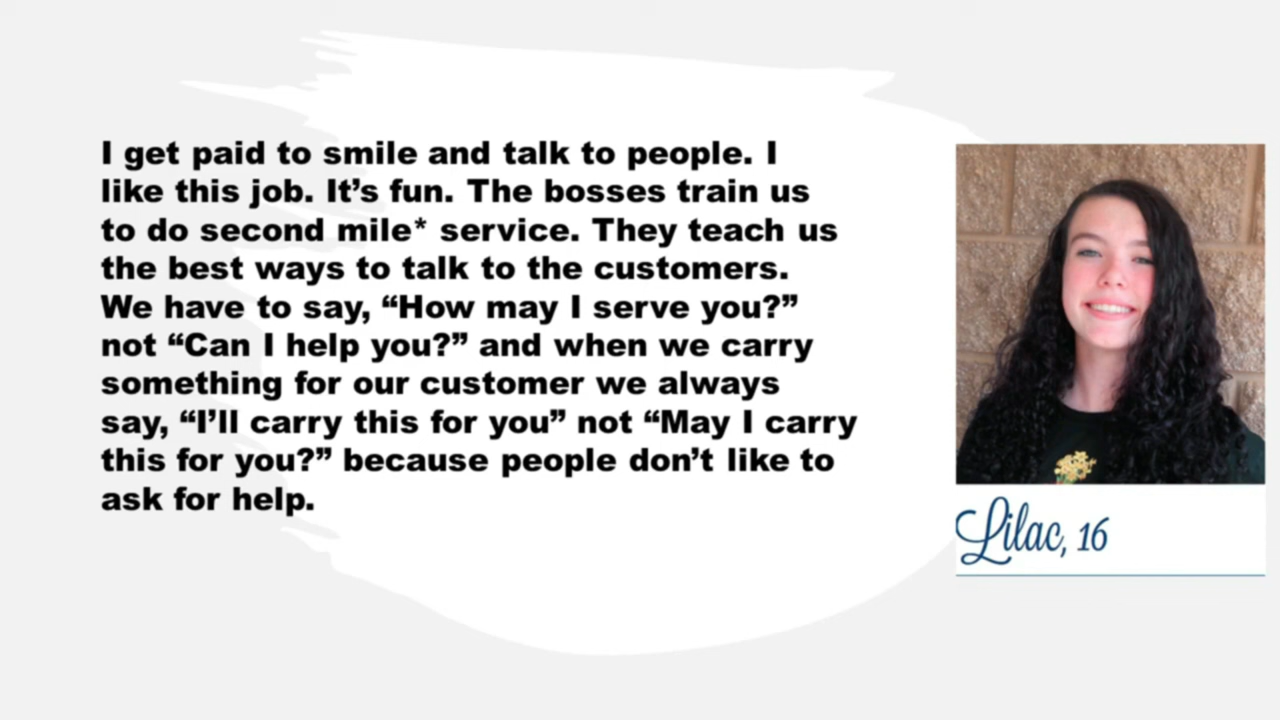 I get paid to smile and talk to people. I
like this job. It’s fun. The bosses train us
to do second mile* service. They teach us
the best ways to talk to the customers.
We have to say, “How may I serve you?”
not “Can I help you?” and when we carry
something for our customer we always
say, “I’ll carry this for you” not “May I carry
this for you?” because people don’t like to
ask for help.
Lilac, 16